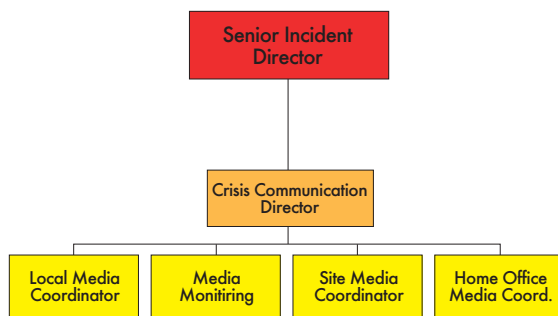 Senior Incident
Director
Crisis Communication
Director
Local Media
Coordinator
Media
Monitiring
Site Media
Coordinator
Home Office
Media Coord.